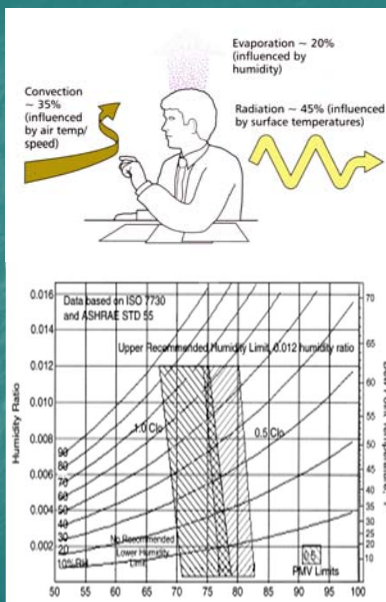 Evaporation ~ 20%
(influenced by
humidity)
Convection
~ 35%
(influenced
by air temp/
speed)
Radiation ~ 45% (influenced
by surface temperatures)
Data based on ISO 7730
and ASHRAE STD 55
Upper Recommended Humidity Limit, 0.012 humidity ratio
Humidity Ratio
0.016
0.014
0.012
0.010
0.008
0.006
0.004
0.002
90
80
70
60
50
40
30
20
10%RH
1.0 Clo
0.5 Clo
No Recommended
Lower Humidity
Limit
0.5
PMV Limits
70
65
60
55
50
45
40
35
30
25
20
10
50 55 60 65 70 75 80 85 90 95 100